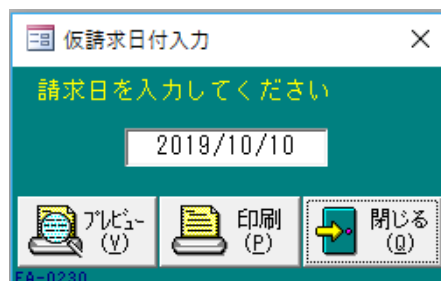 仮請求日付入力
請求日を入力してください
2019/10/10
ﾌﾟﾚﾋﾞｭｰ
(V)
印刷
(P)
閉じる
(Q)
FA-0230